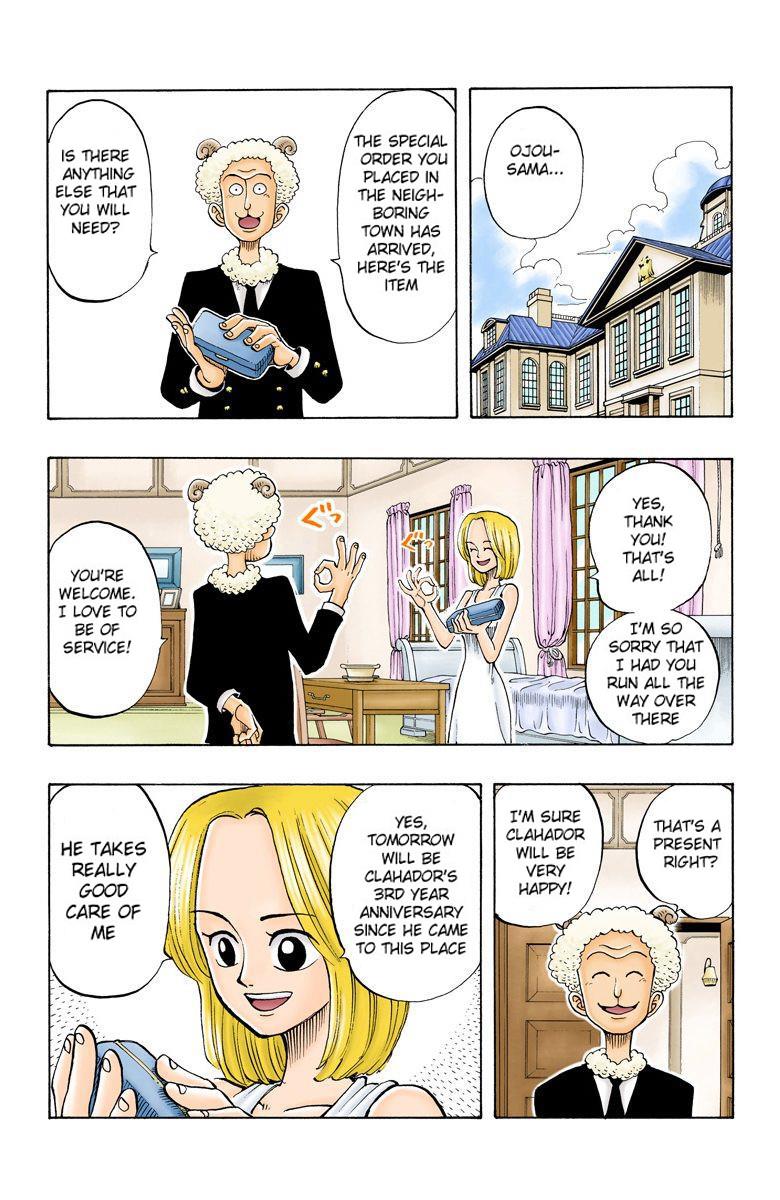 OJOU-
SAMA...
THE SPECIAL
ORDER YOU
PLACED IN
THE NEIGH-
BORING
TOWN HAS
ARRIVED,
HERE'S THE
ITEM
IS THERE
ANYTHING
ELSE THAT
YOU WILL
NEED?
YES,
THANK
YOU!
THAT'S
ALL!
I'M SO
SORRY THAT
I HAD YOU
RUN ALL THE
WAY OVER
THERE
ぐっ
ぐっ
YOU'RE
WELCOME.
I LOVE TO
BE OF
SERVICE!
THAT'S A
PRESENT
RIGHT?
I'M SURE
CLAHADOR
WILL BE
VERY
HAPPY!
YES,
TOMORROW
WILL BE
CLAHADOR'S
3RD YEAR
ANNIVERSARY
SINCE HE CAME
TO THIS PLACE
HE TAKES
REALLY
GOOD
CARE OF
ME